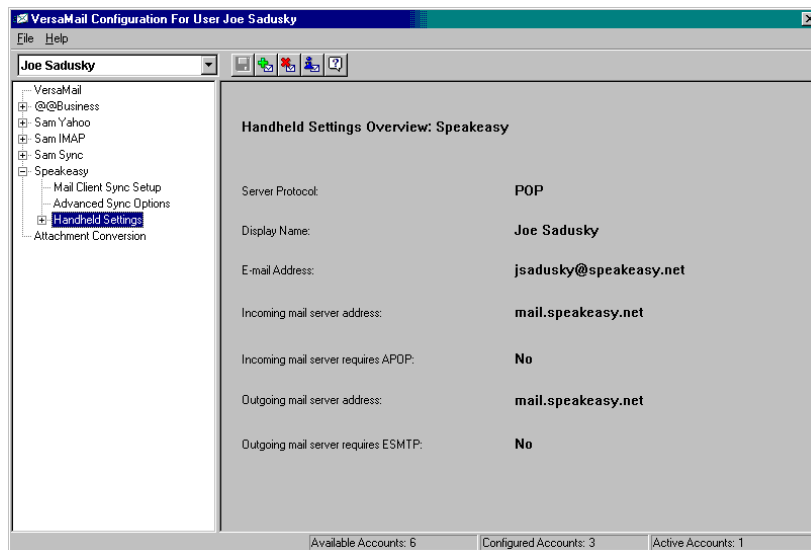 VersaMail Configuration For User Joe Sadusky
File Help
Joe Sadusky
VersaMail
@@Business
Sam Yahoo
Sam IMAP
Sam Sync
Speakeasy
Mail Client Sync Setup
Advanced Sync Options
Handheld Settings
Attachment Conversion
Handheld Settings Overview: Speakeasy
Server Protocol: POP
Display Name: Joe Sadusky
E-mail Address: jsadusky@speakeasy.net
Incoming mail server address: mail.speakeasy.net
Incoming mail server requires APOP: No
Outgoing mail server address: mail.speakeasy.net
Outgoing mail server requires ESMTP: No
Available Accounts: 6 Configured Accounts: 3 Active Accounts: 1